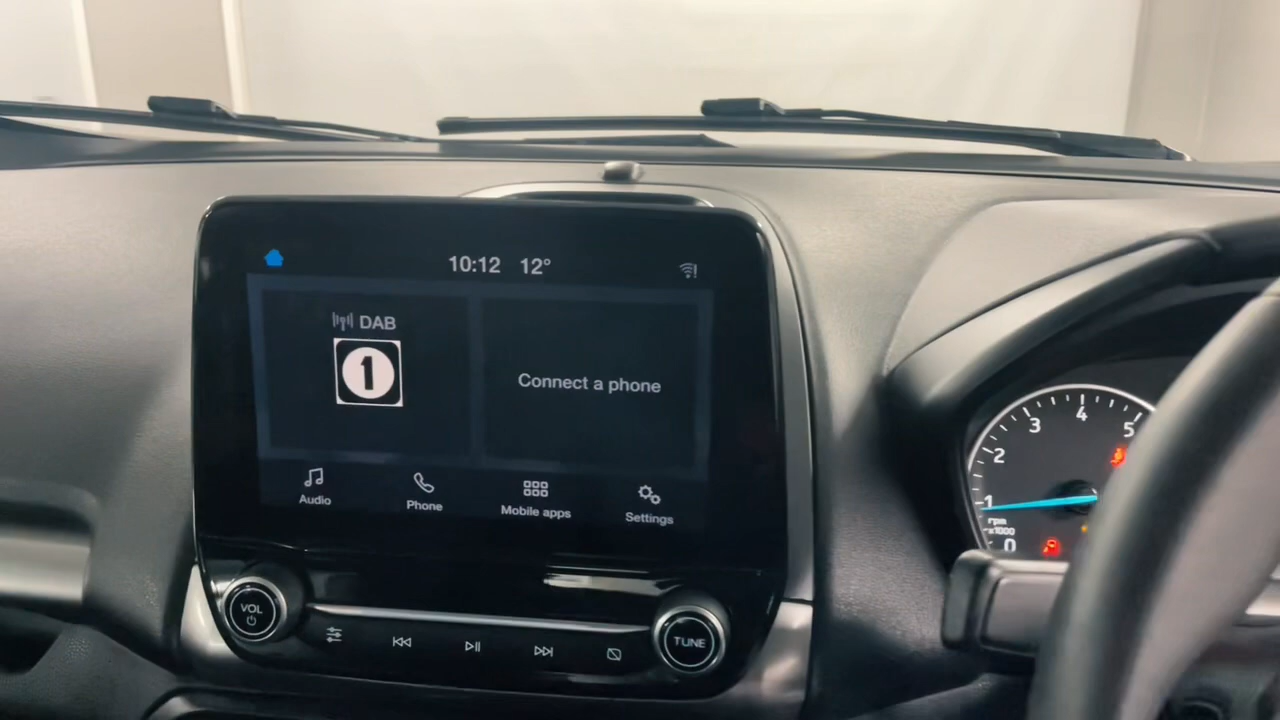 10:12 12°
DAB
1
Connect a phone
Audio
Phone
Mobile apps
Settings
VOL
TUNE
5
4
3
2
1
rpm
x1000
0